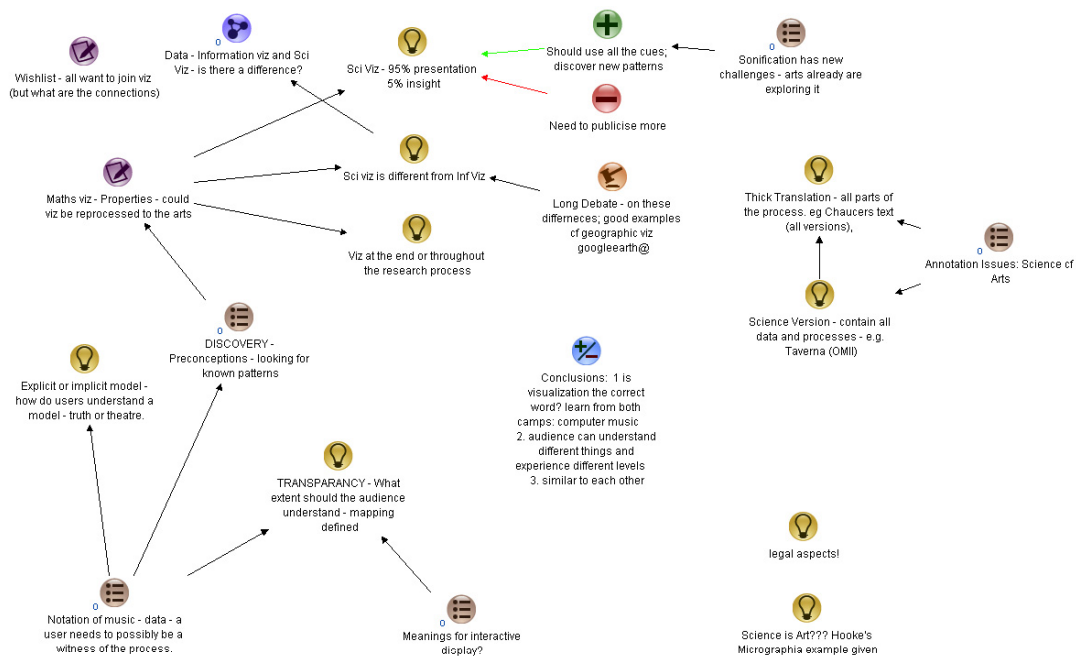 0
Wishlist - all want to join viz
(but what are the connections)
Data - Information viz and Sci
Viz - is there a difference?
Sci Viz - 95% presentation
5% insight
Should use all the cues;
discover new patterns
0
Sonification has new
challenges - arts already are
exploring it
Need to publicise more
Maths viz - Properties - could
viz be reprocessed to the arts
Sci viz is different from Inf Viz
Long Debate - on these
differneces; good examples
cf geographic viz
googleearth@
Thick Translation - all parts
of the process. eg Chaucers text
(all versions),
0
Annotation Issues: Science cf
Arts
Viz at the end or throughout
the research process
Science Version - contain all
data and processes - e.g.
Taverna (OMII)
0
DISCOVERY -
Preconceptions - looking for
known patterns
Explicit or implicit model -
how do users understand a
model - truth or theatre.
Conclusions: 1 is
visualization the correct
word? learn from both
camps: computer music
2. audience can understand
different things and
experience different levels
3. similar to each other
TRANSPARANCY - What
extent should the audience
understand - mapping
defined
legal aspects!
0
Notation of music - data - a
user needs to possibly be a
witness of the process.
0
Meanings for interactive
display?
Science is Art??? Hooke's
Micrographia example given